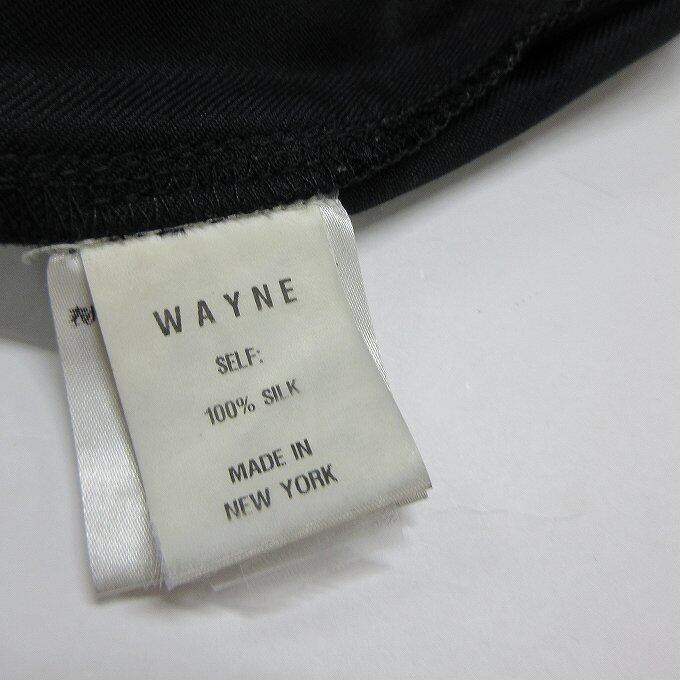 WAYNE
SELF:
100% SILK
MADE IN
NEW YORK